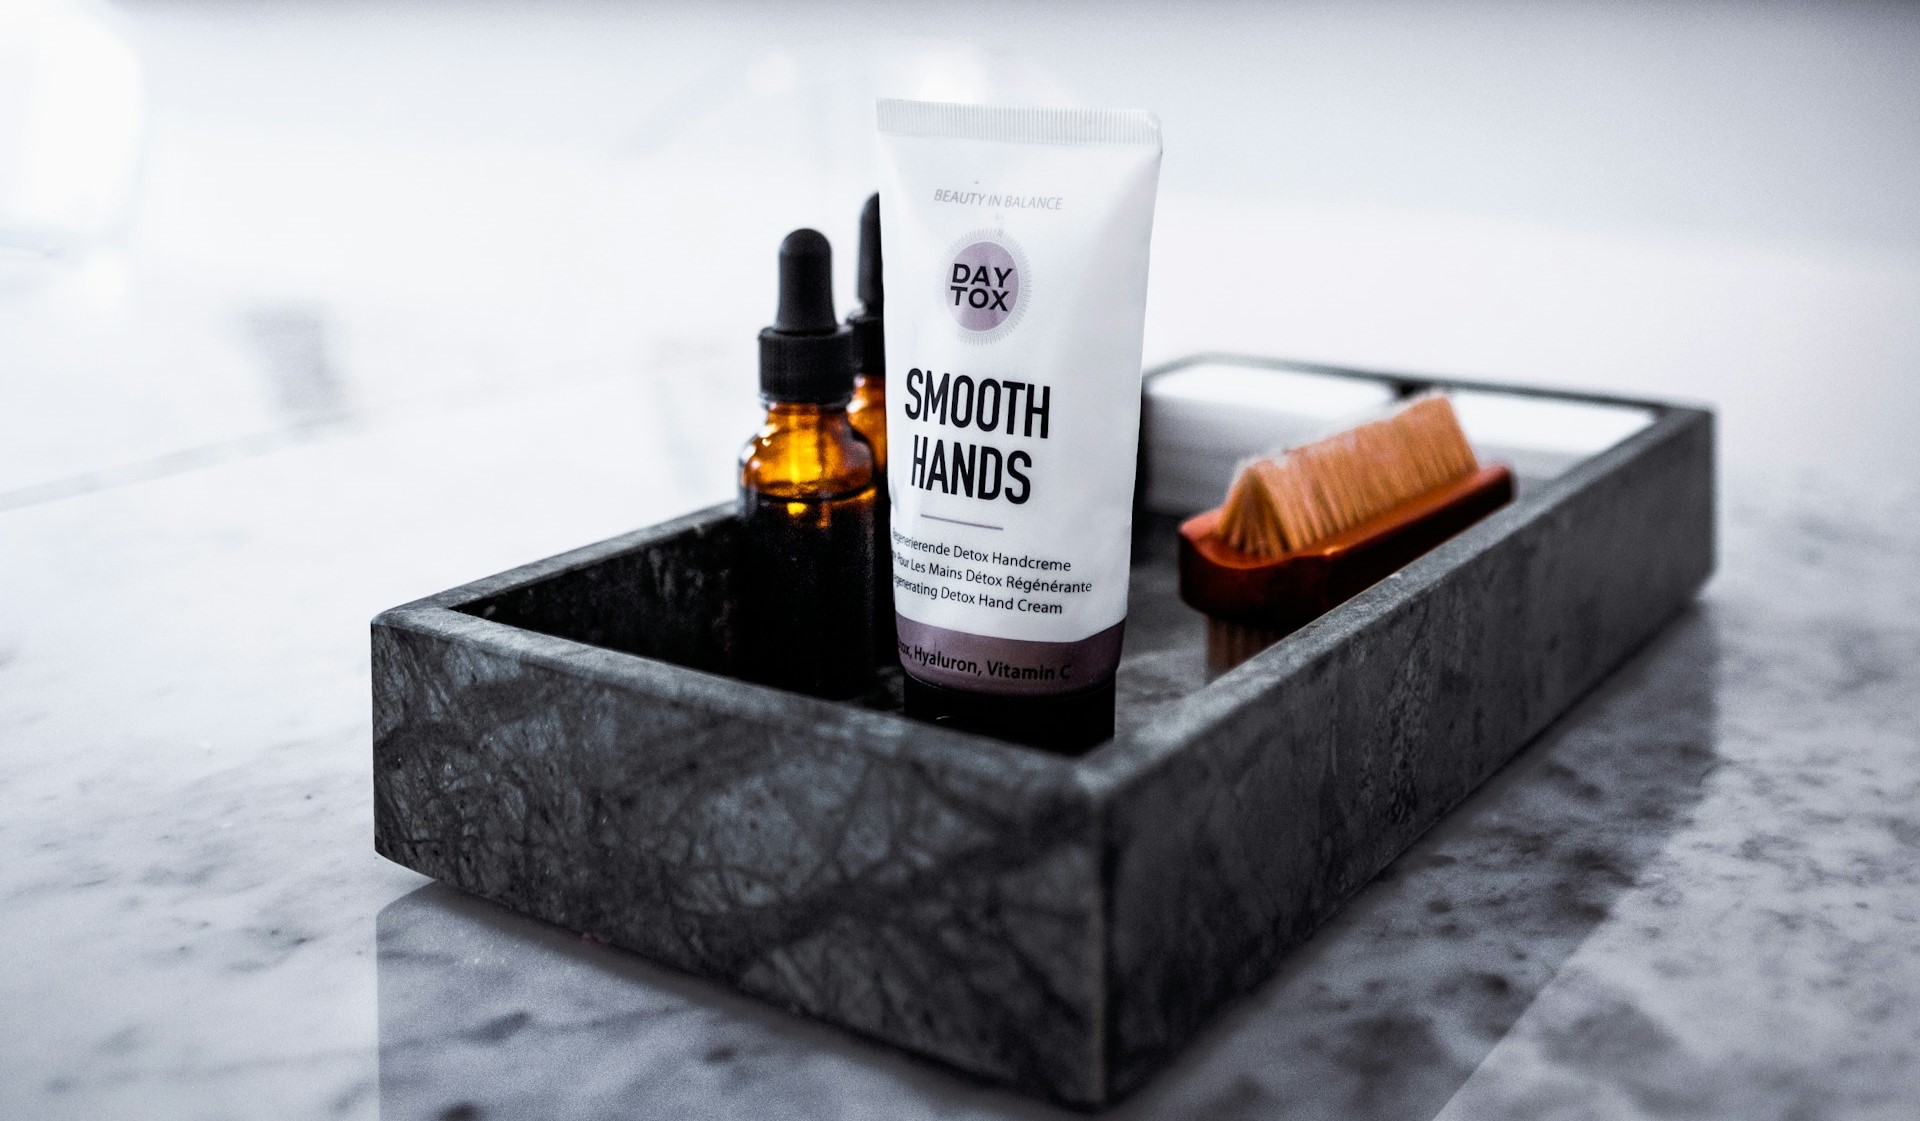 BEAUTY IN BALANCE
DAY
TOX
SMOOTH
HANDS
Detox Handcreme
Pour Les Mains Détox Régénérante
Detox Hand Cream
Hyaluron, Vitamin C